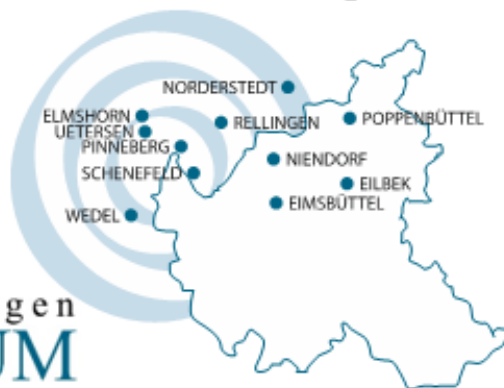 NORDERSTEDT
ELMSHORN
RELLINGEN
POPPENBÜTTEL
UETERSEN
PINNEBERG
NIENDORF
SCHENEFELD
EILBEK
EIMSBÜTTEL
WEDEL
gen
UM